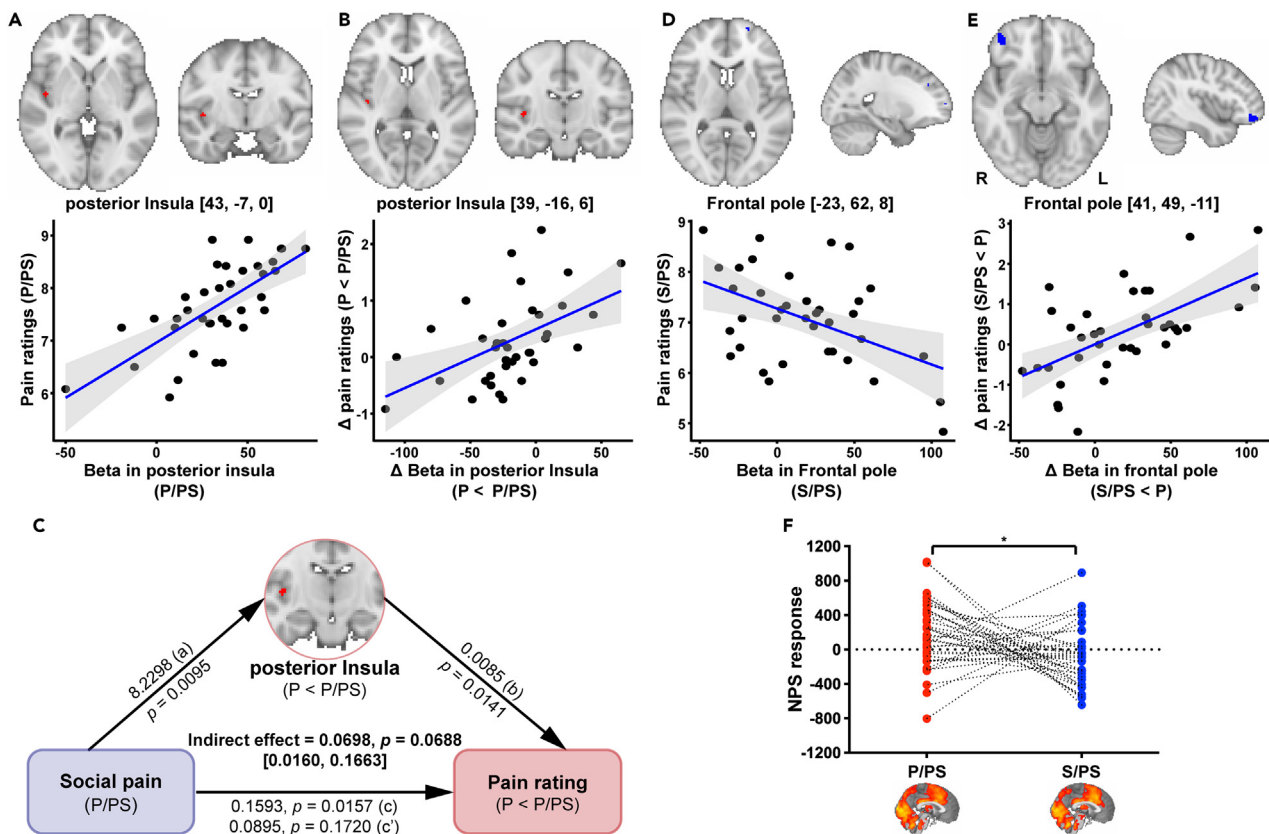 A
B
D
E
R
L
posterior Insula [43, -7, 0]
posterior Insula [39, -16, 6]
Frontal pole [-23, 62, 8]
Frontal pole [41, 49, -11]
Pain ratings (P/PS)
9
8
7
6
-50
0
50
Beta in posterior insula
(P/PS)
Δ pain ratings (P < P/PS)
2
1
0
-1
-100
-50
0
50
Δ Beta in posterior Insula
(P < P/PS)
Pain ratings (S/PS)
9
8
7
6
5
-50
0
50
100
Beta in Frontal pole
(S/PS)
Δ pain ratings (S/PS < P)
3
2
1
0
-1
-2
-50
0
50
100
Δ Beta in frontal pole
(S/PS < P)
C
posterior Insula
(P < P/PS)
8.2298 (a)
p = 0.0095
0.0085 (b)
p = 0.0141
Indirect effect = 0.0698, p = 0.0688
[0.0160, 0.1663]
Social pain
(P/PS)
Pain rating
(P < P/PS)
0.1593, p = 0.0157 (c)
0.0895, p = 0.1720 (c')
F
*
NPS response
1200
800
400
0
-400
-800
-1200
P/PS
S/PS